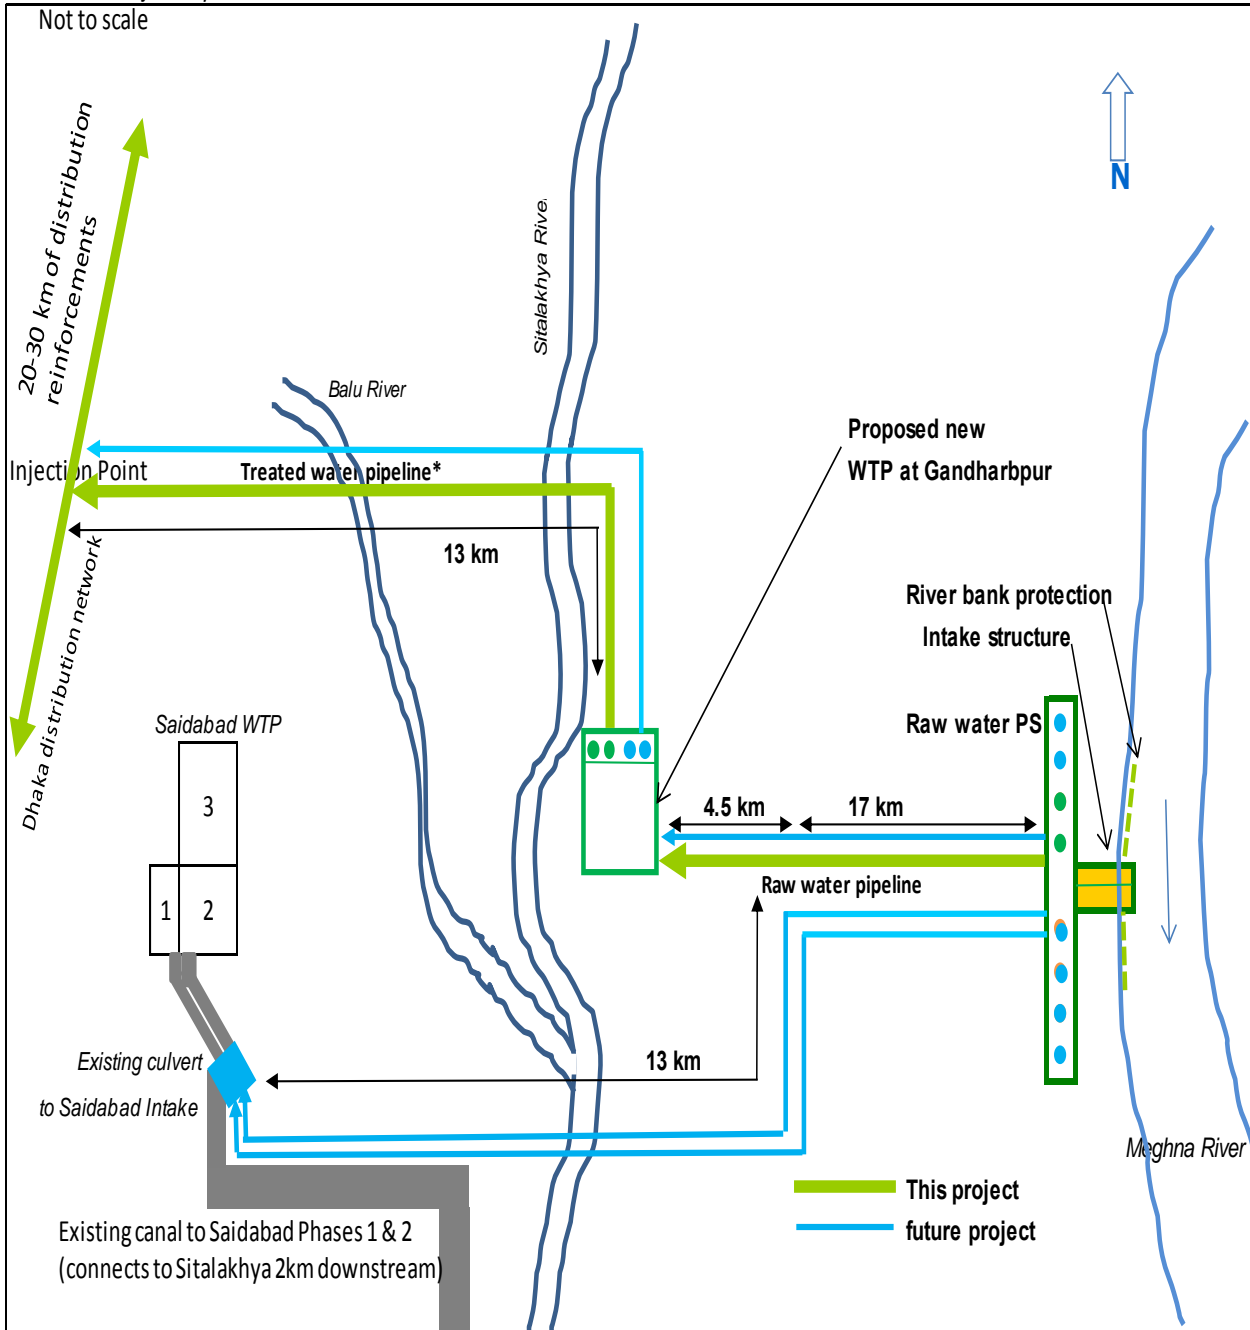 Not to scale
N
20-30 km of distribution
reinforcements
Sitalakhya Rive
Balu River
Proposed new
WTP at Gandharbpur
Injection Point
Treated water pipeline*
13 km
Dhaka distribution network
River bank protection
Intake structure
Raw water PS
Saidabad WTP
3
1
2
4.5 km
17 km
Raw water pipeline
Existing culvert
to Saidabad Intake
13 km
Meghna River
This project
future project
Existing canal to Saidabad Phases 1 & 2
(connects to Sitalakhya 2km downstream)